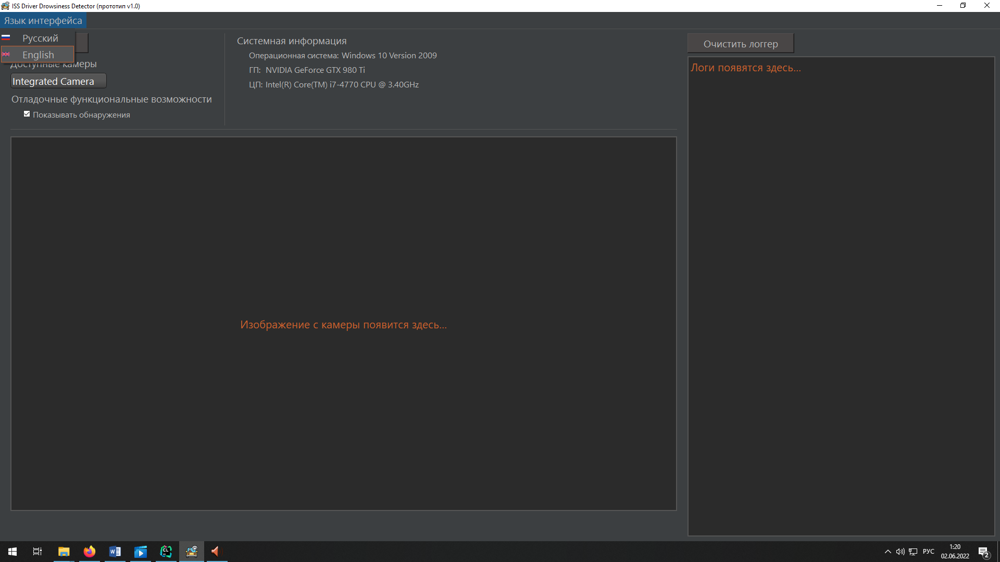 ISS Driver Drowsiness Detector (прототип v1.0)
Язык интерфейса
Русский
English
Доступные камеры
Integrated Camera
Отладочные функциональные возможности
Показывать обнаружения
Системная информация
Операционная система: Windows 10 Version 2009
ГП: NVIDIA GeForce GTX 980 Ti
ЦП: Intel(R) Core(TM) i7-4770 CPU @ 3.40GHz
Очистить логгер
Логи появятся здесь...
Изображение с камеры появится здесь...
РУС
1:20
02.06.2022
2